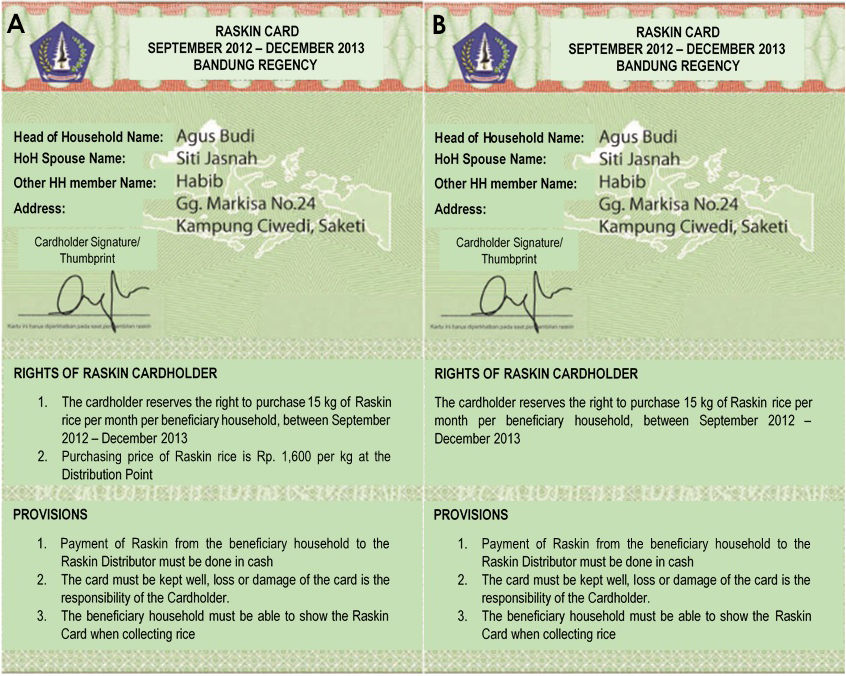 A
RASKIN CARD
SEPTEMBER 2012 – DECEMBER 2013
BANDUNG REGENCY
Head of Household Name: Agus Budi
HoH Spouse Name: Siti Jasnah
Other HH member Name: Habib
Address: Gg. Markisa No.24
Kampung Ciwedi, Saketi
Cardholder Signature/
Thumbprint
Kartu ini harus diperlihatkan pada saat pengambilan raskin
RIGHTS OF RASKIN CARDHOLDER
1. The cardholder reserves the right to purchase 15 kg of Raskin
rice per month per beneficiary household, between September
2012 – December 2013
2. Purchasing price of Raskin rice is Rp. 1,600 per kg at the
Distribution Point
PROVISIONS
1. Payment of Raskin from the beneficiary household to the
Raskin Distributor must be done in cash
2. The card must be kept well, loss or damage of the card is the
responsibility of the Cardholder.
3. The beneficiary household must be able to show the Raskin
Card when collecting rice
B
RASKIN CARD
SEPTEMBER 2012 – DECEMBER 2013
BANDUNG REGENCY
Head of Household Name: Agus Budi
HoH Spouse Name: Siti Jasnah
Other HH member Name: Habib
Address: Gg. Markisa No.24
Kampung Ciwedi, Saketi
Cardholder Signature/
Thumbprint
Kartu ini harus diperlihatkan pada saat pengambilan raskin
RIGHTS OF RASKIN CARDHOLDER
The cardholder reserves the right to purchase 15 kg of Raskin rice per
month per beneficiary household, between September 2012 –
December 2013
PROVISIONS
1. Payment of Raskin from the beneficiary household to the
Raskin Distributor must be done in cash
2. The card must be kept well, loss or damage of the card is the
responsibility of the Cardholder.
3. The beneficiary household must be able to show the Raskin
Card when collecting rice